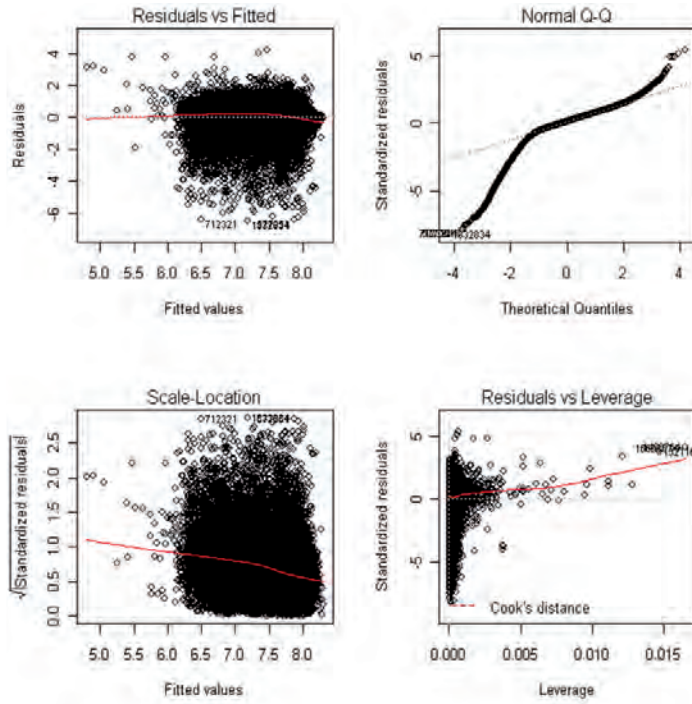 Residuals vs Fitted
Residuals
4
2
0
-2
-4
-6
712321
5.0 5.5 6.0 6.5 7.0 7.5 8.0
Fitted values
Normal Q-Q
Standardized residuals
5
0
-5
-4 -2 0 2 4
Theoretical Quantiles
Scale-Location
√|Standardized residuals|
2.5
2.0
1.5
1.0
0.5
0.0
712321
5.0 5.5 6.0 6.5 7.0 7.5 8.0
Fitted values
Residuals vs Leverage
Standardized residuals
5
0
-5
Cook's distance
0.000 0.005 0.010 0.015
Leverage